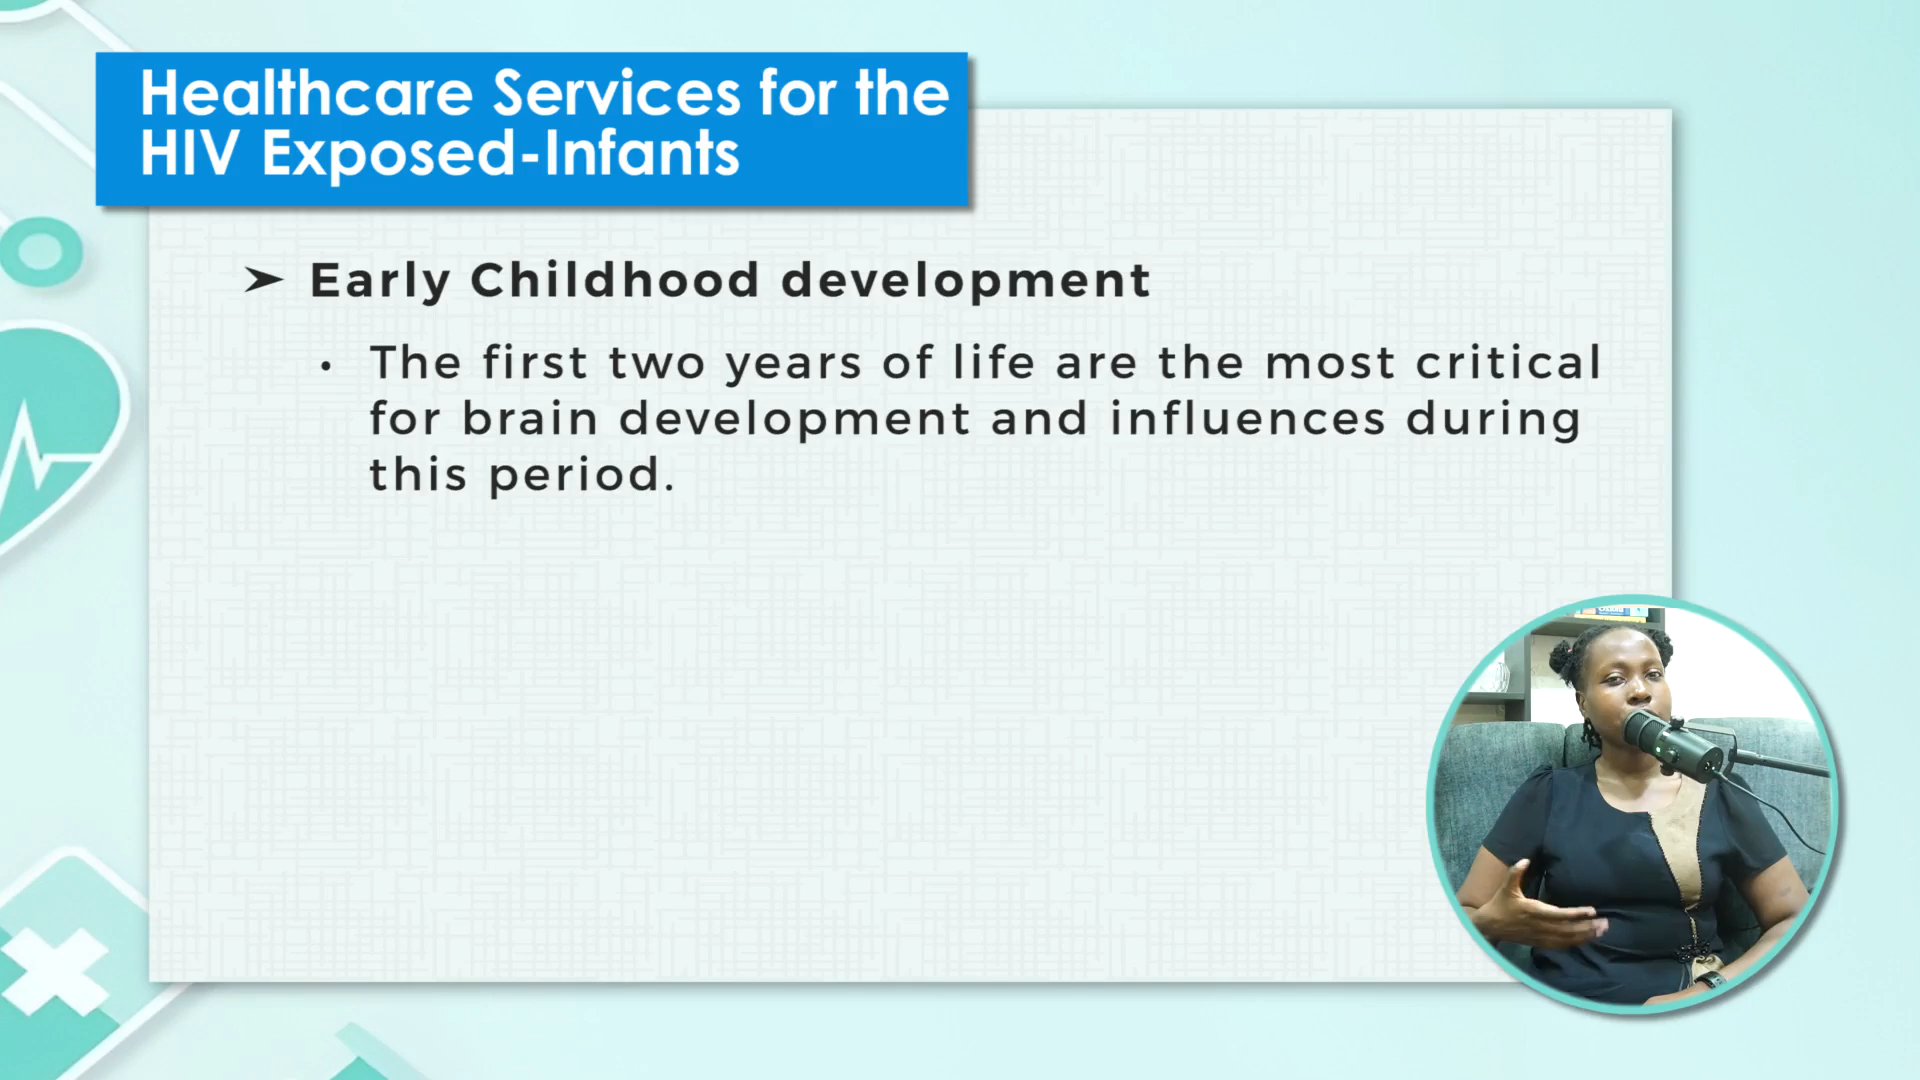 Healthcare Services for the
HIV Exposed-Infants
➤ Early Childhood development
• The first two years of life are the most critical
for brain development and influences during
this period.